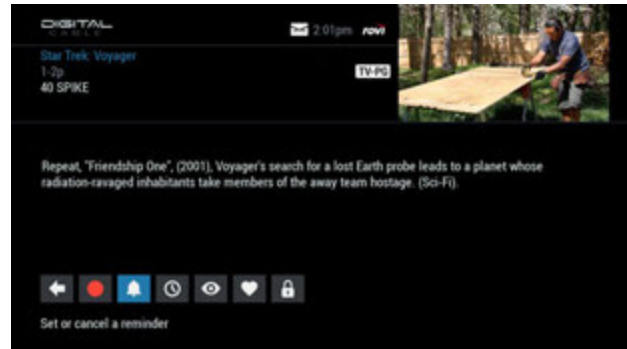 DIGITAL
CABLE
2:01pm rovi
Star Trek: Voyager
1-2p
TV-PG
40 SPIKE
Repeat, "Friendship One", (2001), Voyager's search for a lost Earth probe leads to a planet whose
radiation-ravaged inhabitants take members of the away team hostage. (Sci-Fi).
Set or cancel a reminder